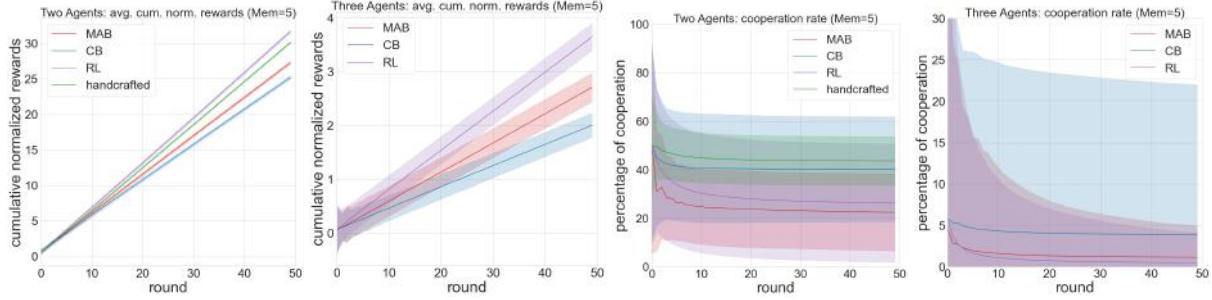 Two Agents: avg. cum. norm. rewards (Mem=5)
cumulative normalized rewards
30
25
20
15
10
5
0
MAB
CB
RL
handcrafted
0 10 20 30 40 50
round
Three Agents: avg. cum. norm. rewards (Mem=5)
cumulative normalized rewards
4
3
2
1
0
MAB
CB
RL
0 10 20 30 40 50
round
Two Agents: cooperation rate (Mem=5)
percentage of cooperation
100
80
60
40
20
0
MAB
CB
RL
handcrafted
0 10 20 30 40 50
round
Three Agents: cooperation rate (Mem=5)
percentage of cooperation
30
25
20
15
10
5
0
MAB
CB
RL
0 10 20 30 40 50
round